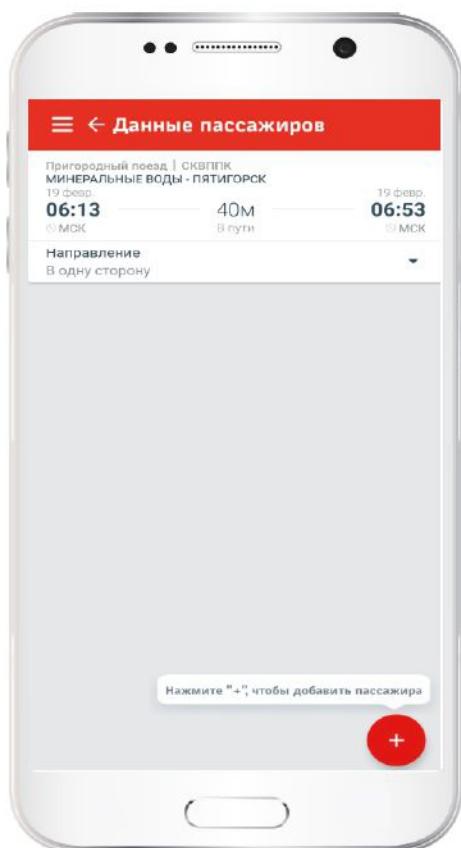 Данные пассажиров
Пригородный поезд | СКВППК
МИНЕРАЛЬНЫЕ ВОДЫ - ПЯТИГОРСК
19 февр. 19 февр.
06:13 40м 06:53
МСК В пути МСК
Направление
В одну сторону
Нажмите "+", чтобы добавить пассажира
+